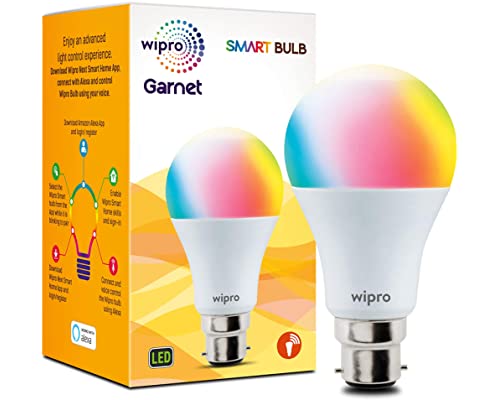 Enjoy an advanced
light control experience.
Download Wipro Next Smart Home App,
connect with Alexa and control
Wipro Bulb using your voice.
Download Amazon Alexa App
and login/ register
Select the
Wipro Smart
bulb from the
App while it is
blinking to pair
Enable
Wipro Smart
Home skills
and sign-in
Download
Wipro Next Smart
Home App and
login/register
Connect and
voice control
the Wipro bulb
using Alexa
alexa
wipro
Garnet
SMART BULB
wipro
LED
wipro